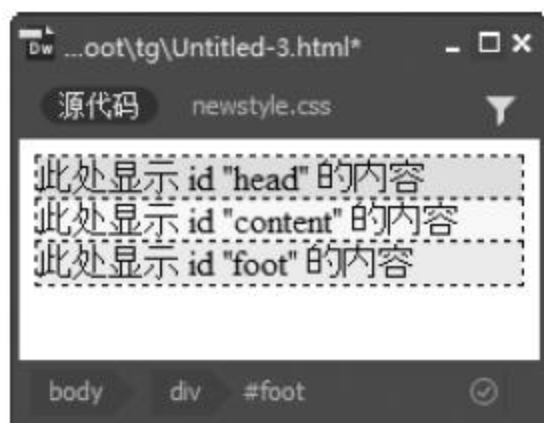 Dw ...oot\tg\Untitled-3.html*
源代码 newstyle.css
此处显示 id "head" 的内容
此处显示 id "content" 的内容
此处显示 id "foot" 的内容
body div #foot